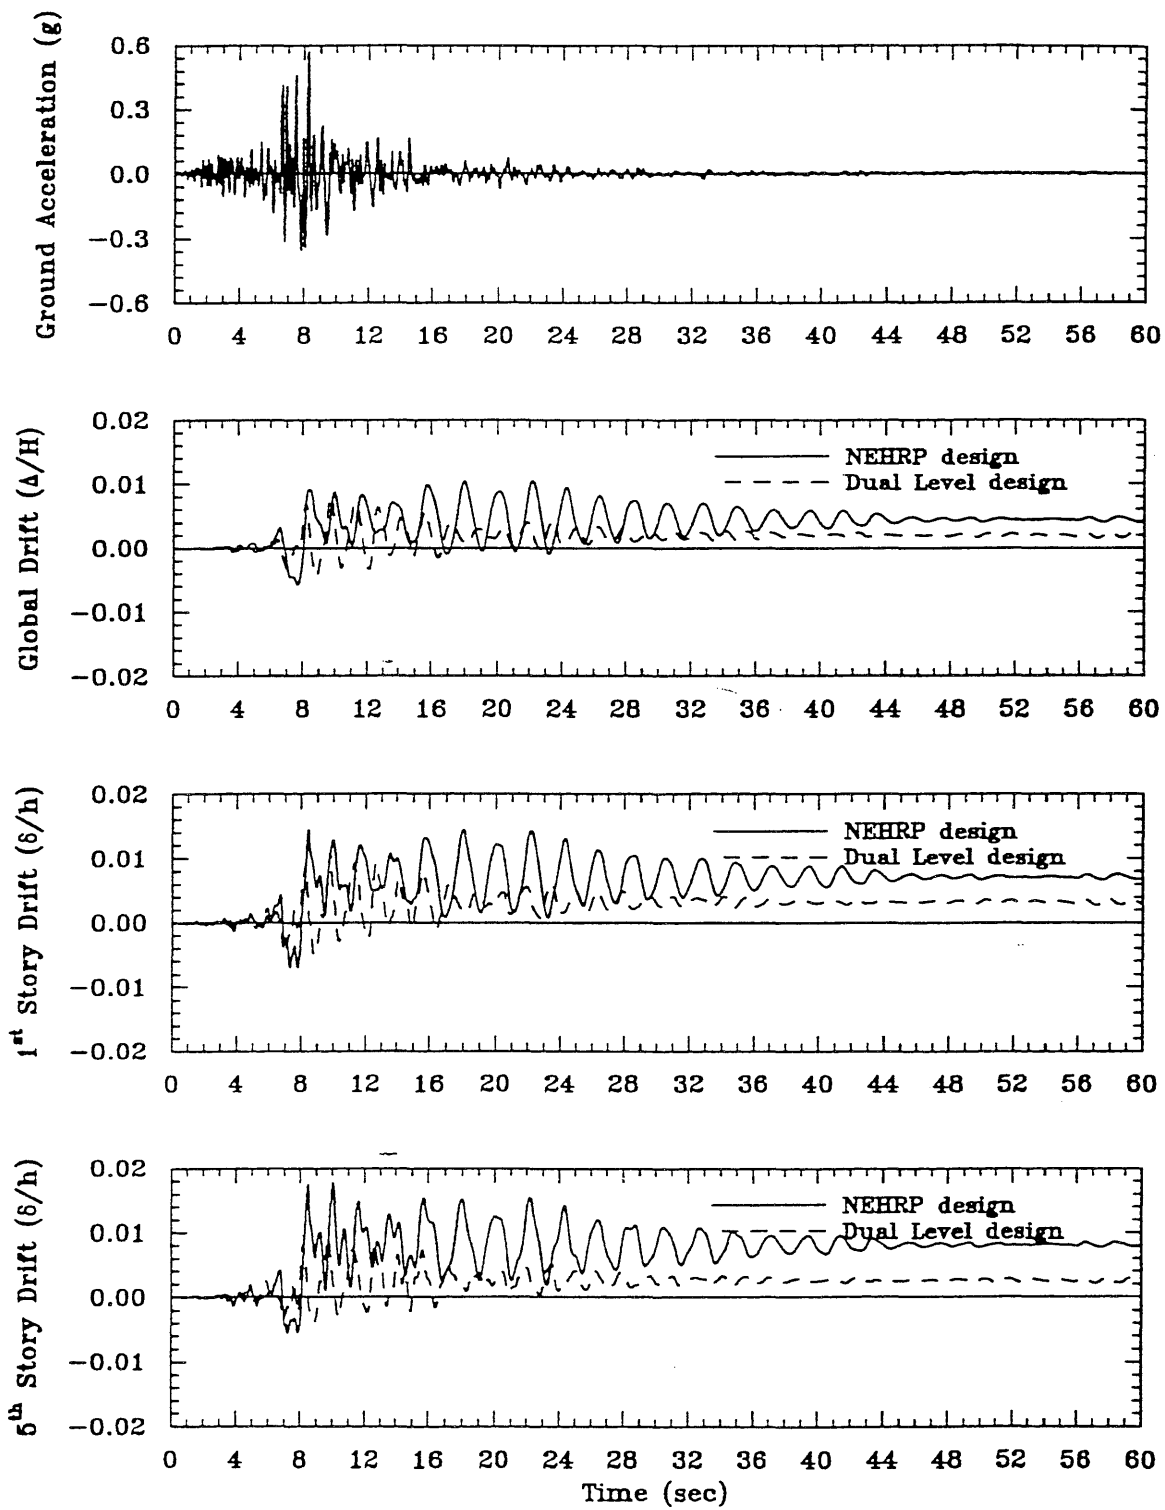 Ground Acceleration (g)
0.6
0.3
0.0
−0.3
−0.6
0 4 8 12 16 20 24 28 32 36 40 44 48 52 56 60
Global Drift (Δ/H)
0.02
0.01
0.00
−0.01
−0.02
NEHRP design
Dual Level design
0 4 8 12 16 20 24 28 32 36 40 44 48 52 56 60
1st Story Drift (δ/h)
0.02
0.01
0.00
−0.01
−0.02
NEHRP design
Dual Level design
0 4 8 12 16 20 24 28 32 36 40 44 48 52 56 60
5th Story Drift (δ/h)
0.02
0.01
0.00
−0.01
−0.02
NEHRP design
Dual Level design
0 4 8 12 16 20 24 28 32 36 40 44 48 52 56 60
Time (sec)